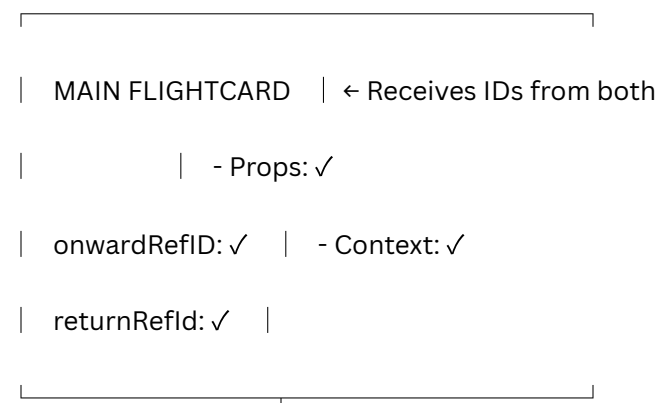 │ MAIN FLIGHTCARD │ ← Receives IDs from both
│ │ - Props: ✓
│ onwardRefID: ✓ │ - Context: ✓
│ returnRefId: ✓ │